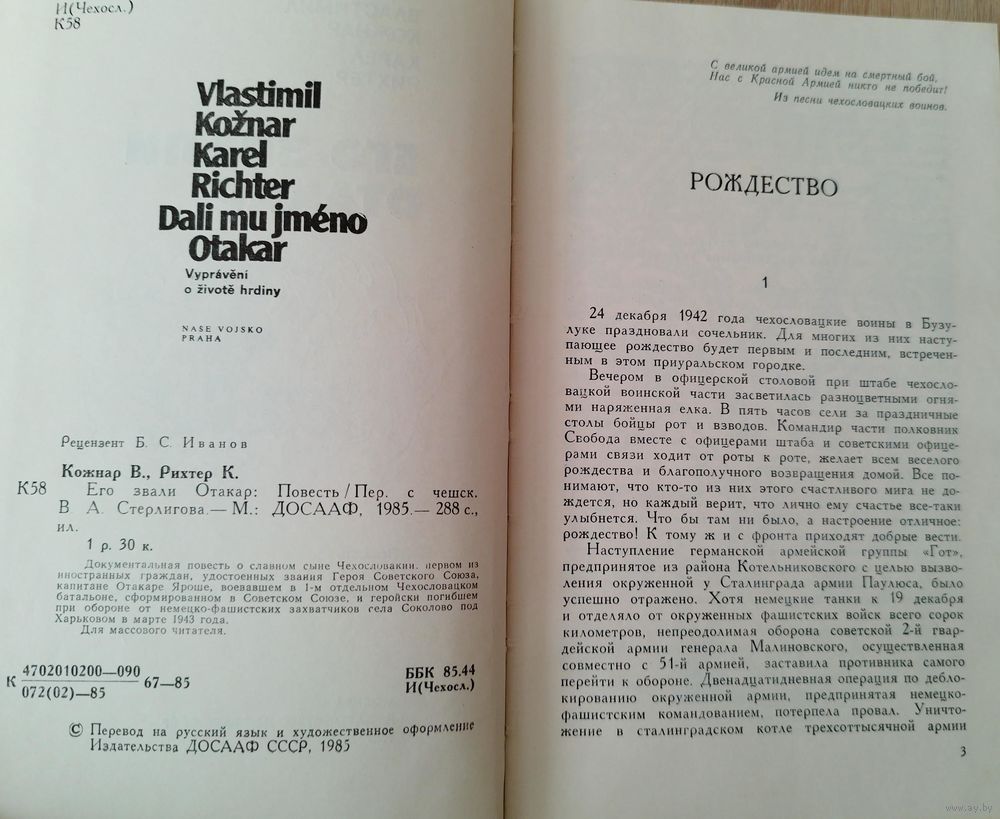 И(Чехосл.)
К58
Vlastimil
Kožnar
Karel
Richter
Dali mu jméno
Otakar
Vyprávění
o životě hrdiny
NAŠE VOJSKO
PRAHA
Рецензент Б. С. Иванов
Кожнар В., Рихтер К.
К58 Его звали Отакар: Повесть / Пер. с чешск.
В. А. Стерлигова.— М.: ДОСААФ, 1985.— 288 с.,
ил.
1 р. 30 к.
Документальная повесть о славном сыне Чехословакии, первом из
иностранных граждан, удостоенных звания Героя Советского Союза,
капитане Отакаре Яроше, воевавшем в 1-м отдельном Чехословацком
батальоне, сформированном в Советском Союзе, и геройски погибшем
при обороне от немецко-фашистских захватчиков села Соколово под
Харьковом в марте 1943 года.
Для массового читателя.
К 4702010200—090
072(02)—85
67—85
ББК 85.44
И(Чехосл.)
© Перевод на русский язык и художественное оформление
Издательства ДОСААФ СССР, 1985
С великой армией идем на смертный бой,
Нас с Красной Армией никто не победит!
Из песни чехословацких воинов.
РОЖДЕСТВО
1
24 декабря 1942 года чехословацкие воины в Бузу-
луке праздновали сочельник. Для многих из них насту-
пающее рождество будет первым и последним, встречен-
ным в этом приуральском городке.
Вечером в офицерской столовой при штабе чехосло-
вацкой воинской части засветилась разноцветными огня-
ми наряженная елка. В пять часов сели за праздничные
столы бойцы рот и взводов. Командир части полковник
Свобода вместе с офицерами штаба и советскими офице-
рами связи ходит от роты к роте, желает всем веселого
рождества и благополучного возвращения домой. Все по-
нимают, что кто-то из них этого счастливого мига не до-
ждется, но каждый верит, что лично ему счастье все-таки
улыбнется. Что бы там ни было, а настроение отличное:
рождество! К тому ж и с фронта приходят добрые вести.
Наступление германской армейской группы «Гот»,
предпринятое из района Котельниковского с целью вызво-
ления окруженной у Сталинграда армии Паулюса, было
успешно отражено. Хотя немецкие танки к 19 декабря
и отделяло от окруженных фашистских войск всего сорок
километров, непреодолимая оборона советской 2-й гвар-
дейской армии генерала Малиновского, осуществленная
совместно с 51-й армией, заставила противника самого
перейти к обороне. Двенадцатидневная операция по дебло-
кированию окруженной армии, предпринятая немецко-
фашистским командованием, потерпела провал. Уничто-
жение в сталинградском котле трехсоттысячной армии
3
www.ay.by